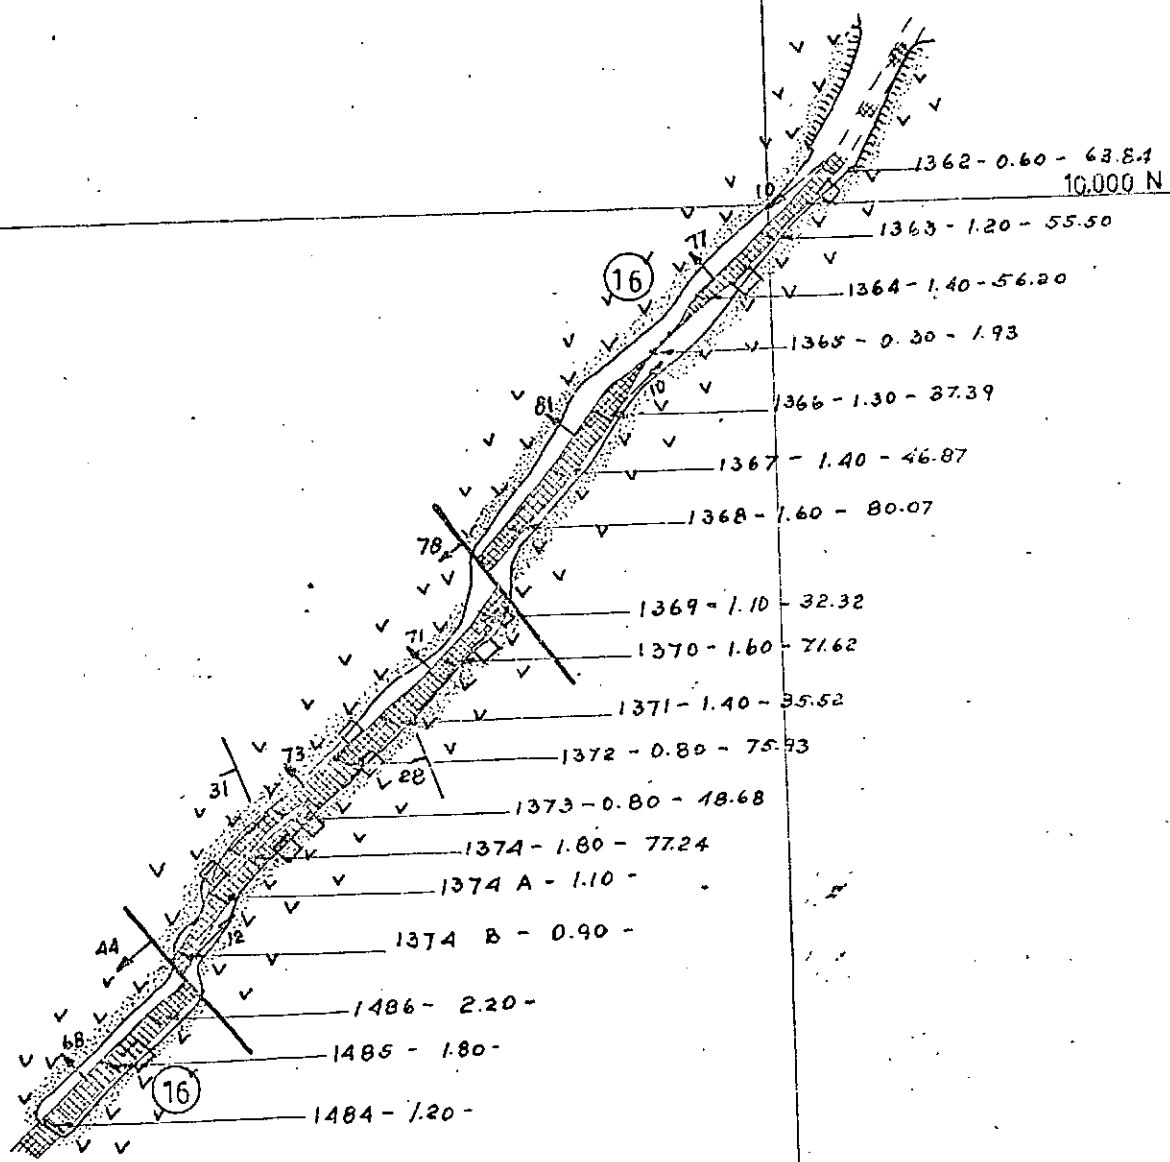 1362 - 0.60 - 63.84
10.000 N
10
1363 - 1.20 - 55.50
77
16
1364 - 1.40 - 56.20
1365 - 0.30 - 1.93
10
1366 - 1.30 - 37.39
81
1367 - 1.40 - 46.87
1368 - 1.60 - 80.07
78
1369 - 1.10 - 32.32
71
1370 - 1.60 - 71.62
1371 - 1.40 - 35.52
1372 - 0.80 - 75.93
73
31
28
1373 - 0.80 - 48.68
1374 - 1.80 - 77.24
1374 A - 1.10 -
12
1374 B - 0.90 -
44
1486 - 2.20 -
68
1485 - 1.80 -
16
1484 - 1.20 -